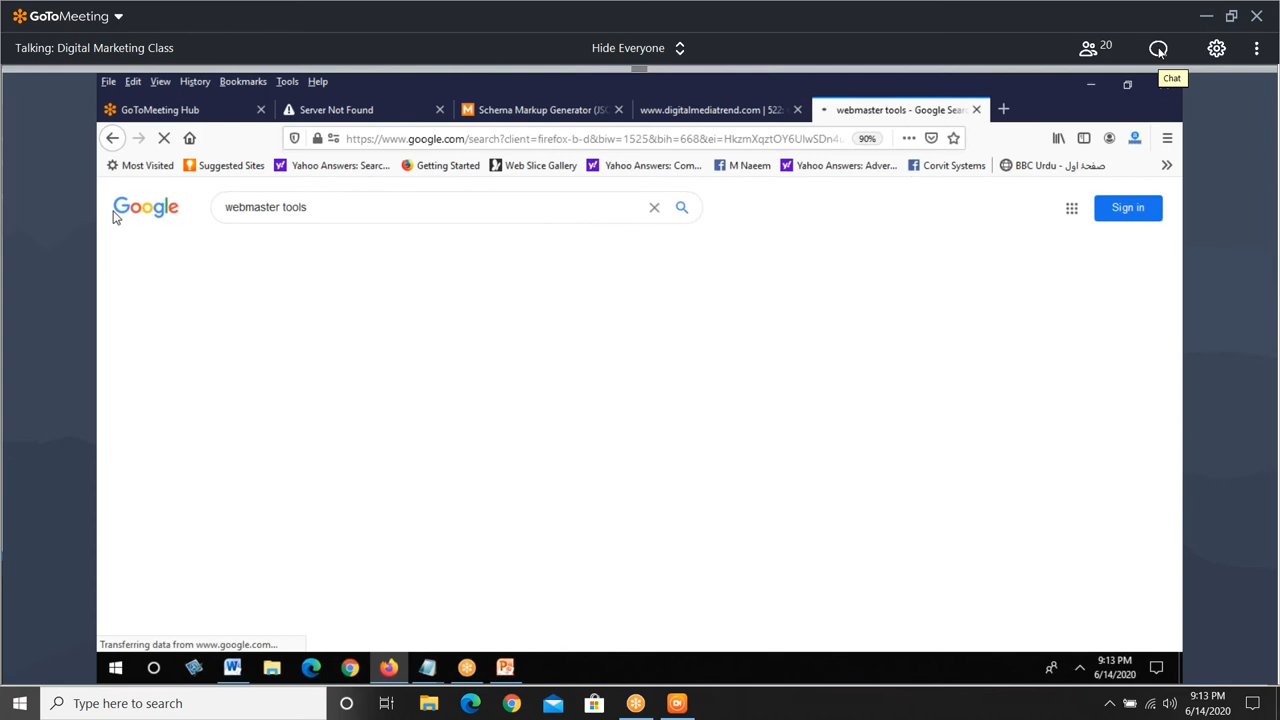 GoToMeeting
Talking: Digital Marketing Class
Hide Everyone
20
Chat
File Edit View History Bookmarks Tools Help
GoToMeeting Hub
Server Not Found
Schema Markup Generator (JSO
www.digitalmediatrend.com | 522:
webmaster tools - Google Sear
https://www.google.com/search?client=firefox-b-d&biw=1525&bih=668&ei=HkzmXqztOY6UlwSDn4
90%
Most Visited
Suggested Sites
Yahoo Answers: Searc...
Getting Started
Web Slice Gallery
Yahoo Answers: Com...
M Naeem
Yahoo Answers: Adver...
Corvit Systems
BBC Urdu - صفحۂ اول
Google
webmaster tools
Sign in
Transferring data from www.google.com...
9:13 PM
6/14/2020
Type here to search
9:13 PM
6/14/2020